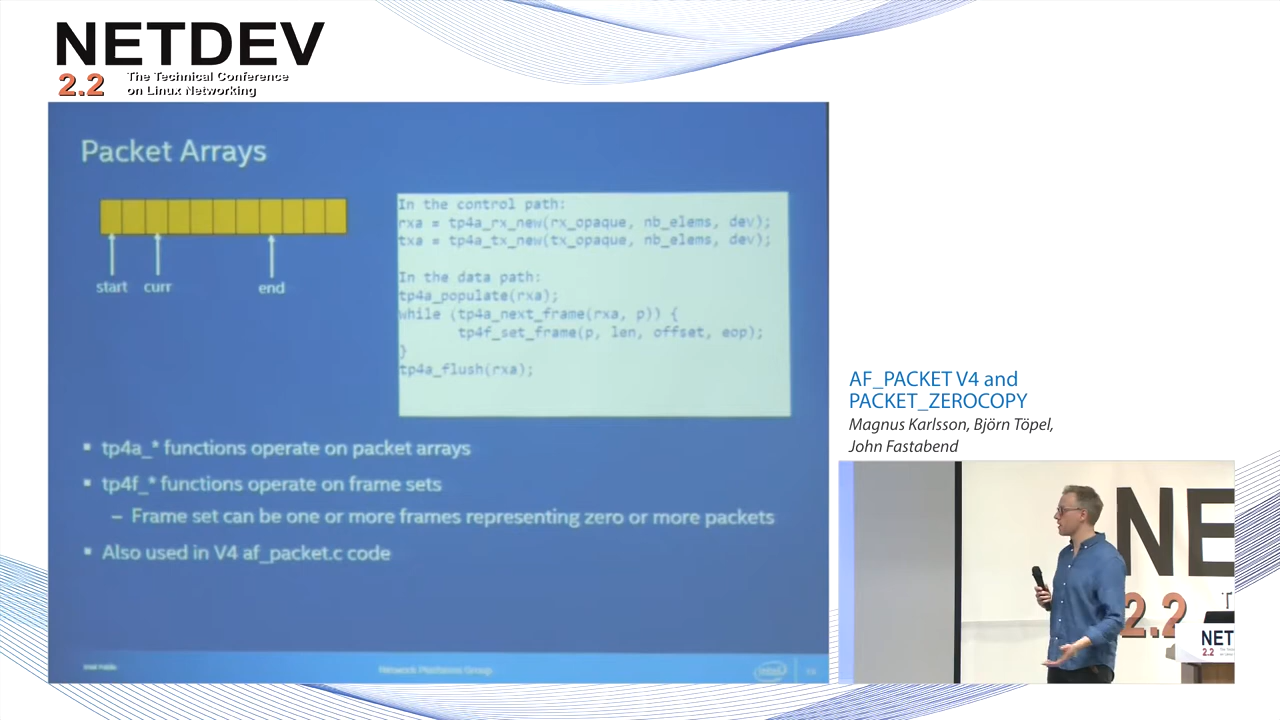 NETDEV
2.2
The Technical Conference
on Linux Networking
Packet Arrays
start curr end
In the control path:
rxa = tp4a_rx_new(rx_opaque, nb_elems, dev);
txa = tp4a_tx_new(tx_opaque, nb_elems, dev);
In the data path:
tp4a_populate(rxa);
while (tp4a_next_frame(rxa, p)) {
tp4f_set_frame(p, len, offset, eop);
}
tp4a_flush(rxa);
▪ tp4a_* functions operate on packet arrays
▪ tp4f_* functions operate on frame sets
– Frame set can be one or more frames representing zero or more packets
▪ Also used in V4 af_packet.c code
Intel Public
Network Platforms Group
intel
AF_PACKET V4 and
PACKET_ZEROCOPY
Magnus Karlsson, Björn Töpel,
John Fastabend
NE
2.2 T
NET
2.2